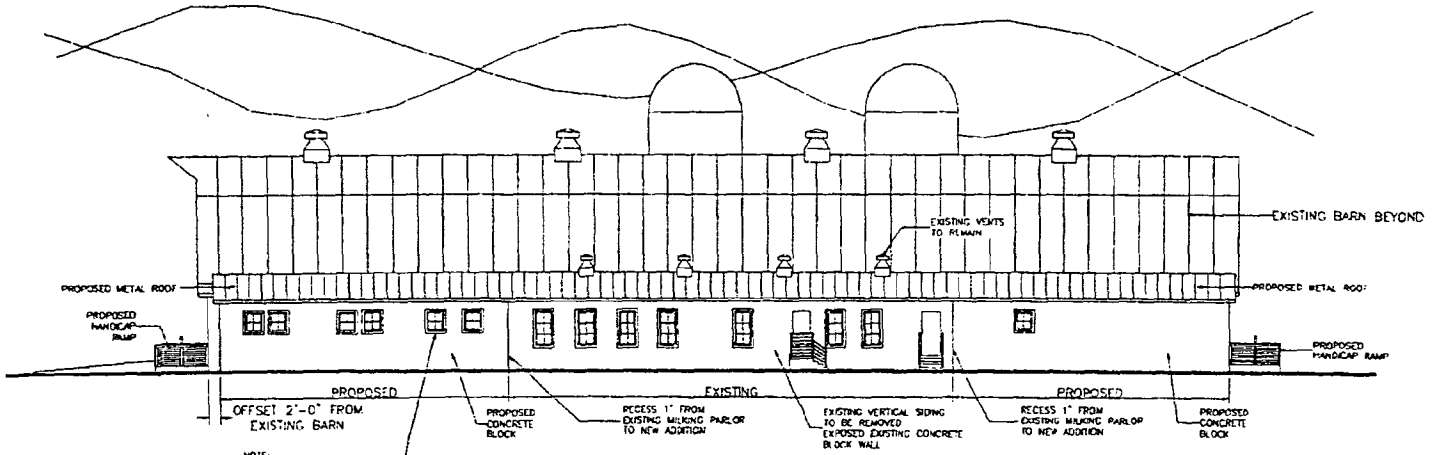 EXISTING VENTS
TO REMAIN
EXISTING BARN BEYOND
PROPOSED METAL ROOF
PROPOSED METAL ROOF
PROPOSED
HANDICAP
RAMP
PROPOSED
HANDICAP RAMP
PROPOSED
EXISTING
PROPOSED
OFFSET 2'-0" FROM
EXISTING BARN
PROPOSED
CONCRETE
BLOCK
RECESS 1" FROM
EXISTING MILKING PARLOR
TO NEW ADDITION
EXISTING VERTICAL SIDING
TO BE REMOVED
EXPOSED EXISTING CONCRETE
BLOCK WALL
RECESS 1" FROM
EXISTING MILKING PARLOR
TO NEW ADDITION
PROPOSED
CONCRETE
BLOCK
NOTE: